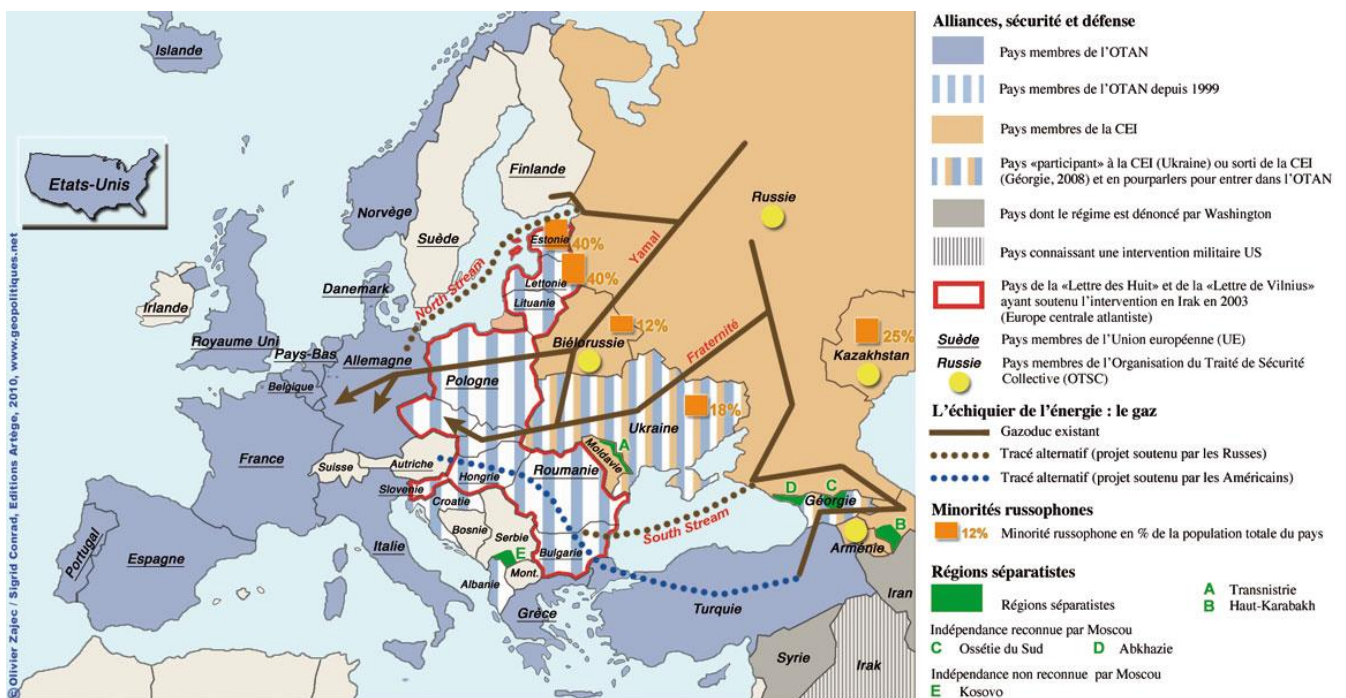 Islande
Etats-Unis
Finlande
Norvège
Suède
Russie
Estonie
40%
Yamal
40%
North Stream
Lettonie
Lituanie
Danemark
Irlande
Royaume Uni
Pays-Bas
Allemagne
Belgique
12%
Biélorussie
Fraternité
25%
Kazakhstan
Pologne
18%
Ukraine
France
Suisse
Autriche
Hongrie
Moldavie
A
Roumanie
Slovenie
Croatie
Bosnie
Serbie
E
Mont.
Bulgarie
South Stream
D
C
Géorgie
Arménie
B
Portugal
Espagne
Italie
Albanie
Grèce
Turquie
Syrie
Irak
Iran
© Olivier Zajec / Sigrid Conrad, Editions Artège, 2010, www.geopolitiques.net
Alliances, sécurité et défense
Pays membres de l'OTAN
Pays membres de l'OTAN depuis 1999
Pays membres de la CEI
Pays «participant» à la CEI (Ukraine) ou sorti de la CEI
(Géorgie, 2008) et en pourparlers pour entrer dans l'OTAN
Pays dont le régime est dénoncé par Washington
Pays connaissant une intervention militaire US
Pays de la «Lettre des Huit» et de la «Lettre de Vilnius»
ayant soutenu l'intervention en Irak en 2003
(Europe centrale atlantiste)
Suède Pays membres de l'Union européenne (UE)
Russie Pays membres de l'Organisation du Traité de Sécurité
Collective (OTSC)
L'échiquier de l'énergie : le gaz
Gazoduc existant
Tracé alternatif (projet soutenu par les Russes)
Tracé alternatif (projet soutenu par les Américains)
Minorités russophones
12% Minorité russophone en % de la population totale du pays
Régions séparatistes
Régions séparatistes
A Transnistrie
B Haut-Karabakh
Indépendance reconnue par Moscou
C Ossétie du Sud D Abkhazie
Indépendance non reconnue par Moscou
E Kosovo